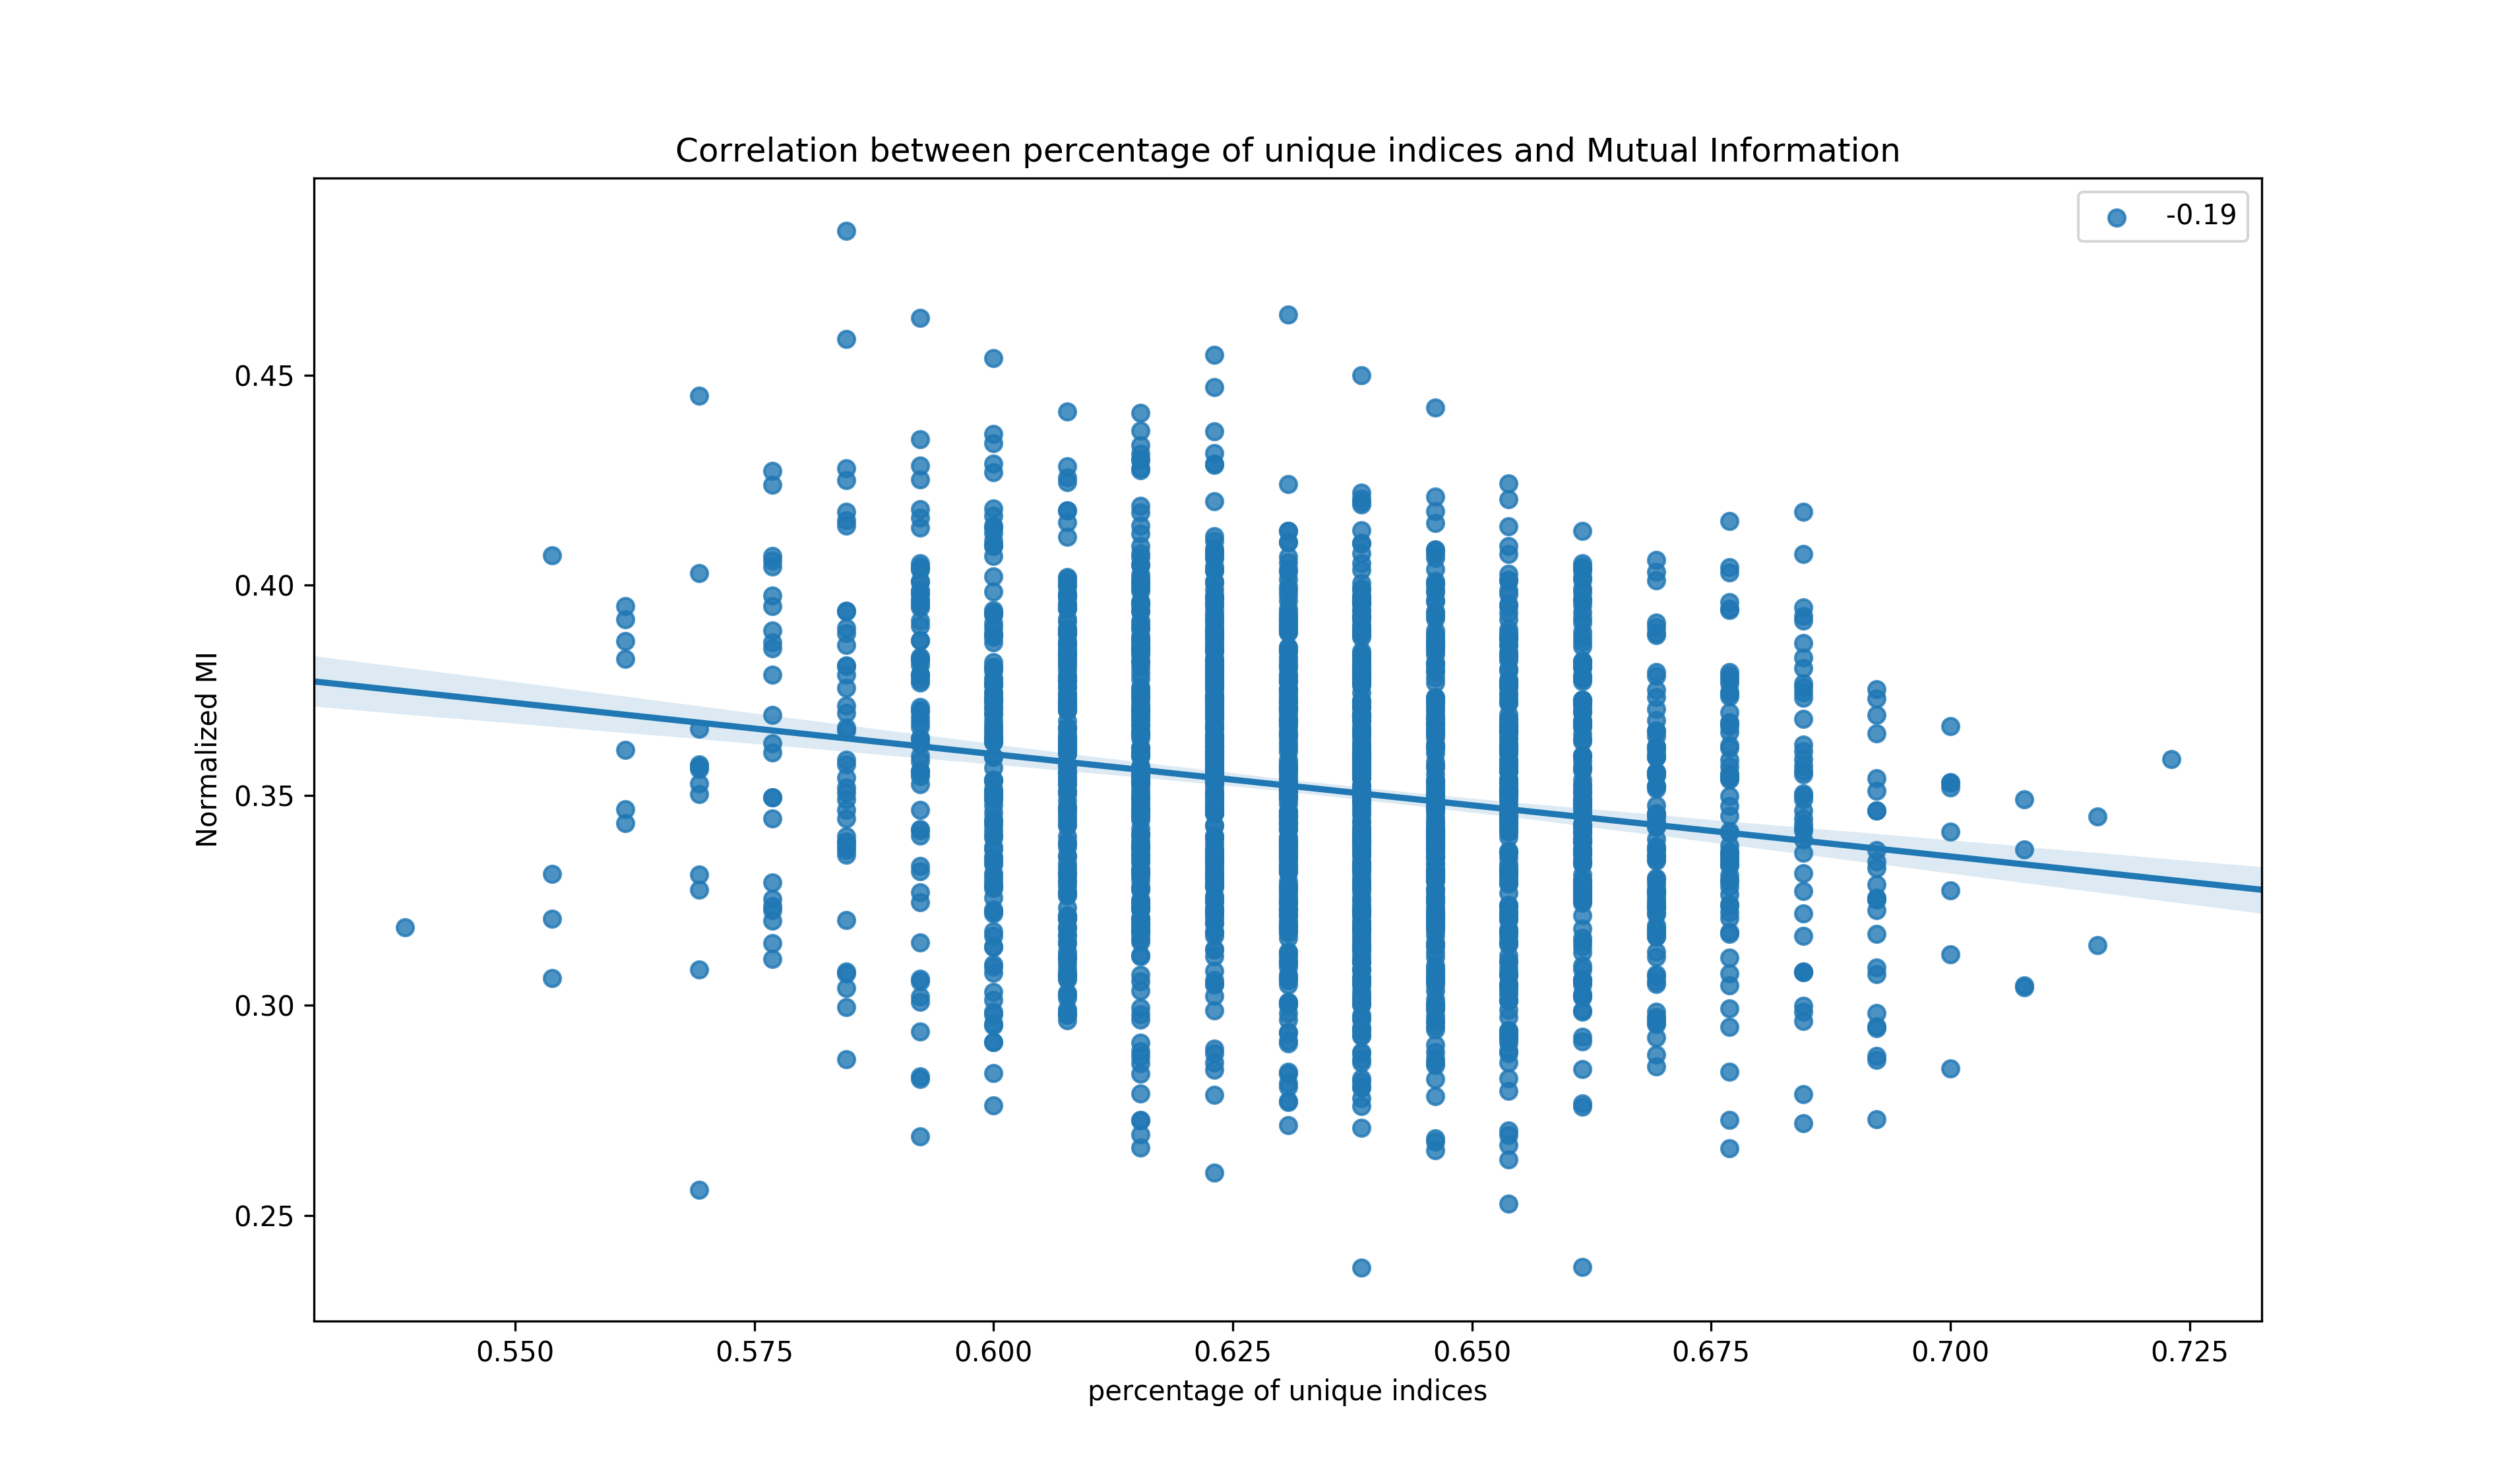 Correlation between percentage of unique indices and Mutual Information
-0.19
Normalized MI
0.45
0.40
0.35
0.30
0.25
0.550 0.575 0.600 0.625 0.650 0.675 0.700 0.725
percentage of unique indices